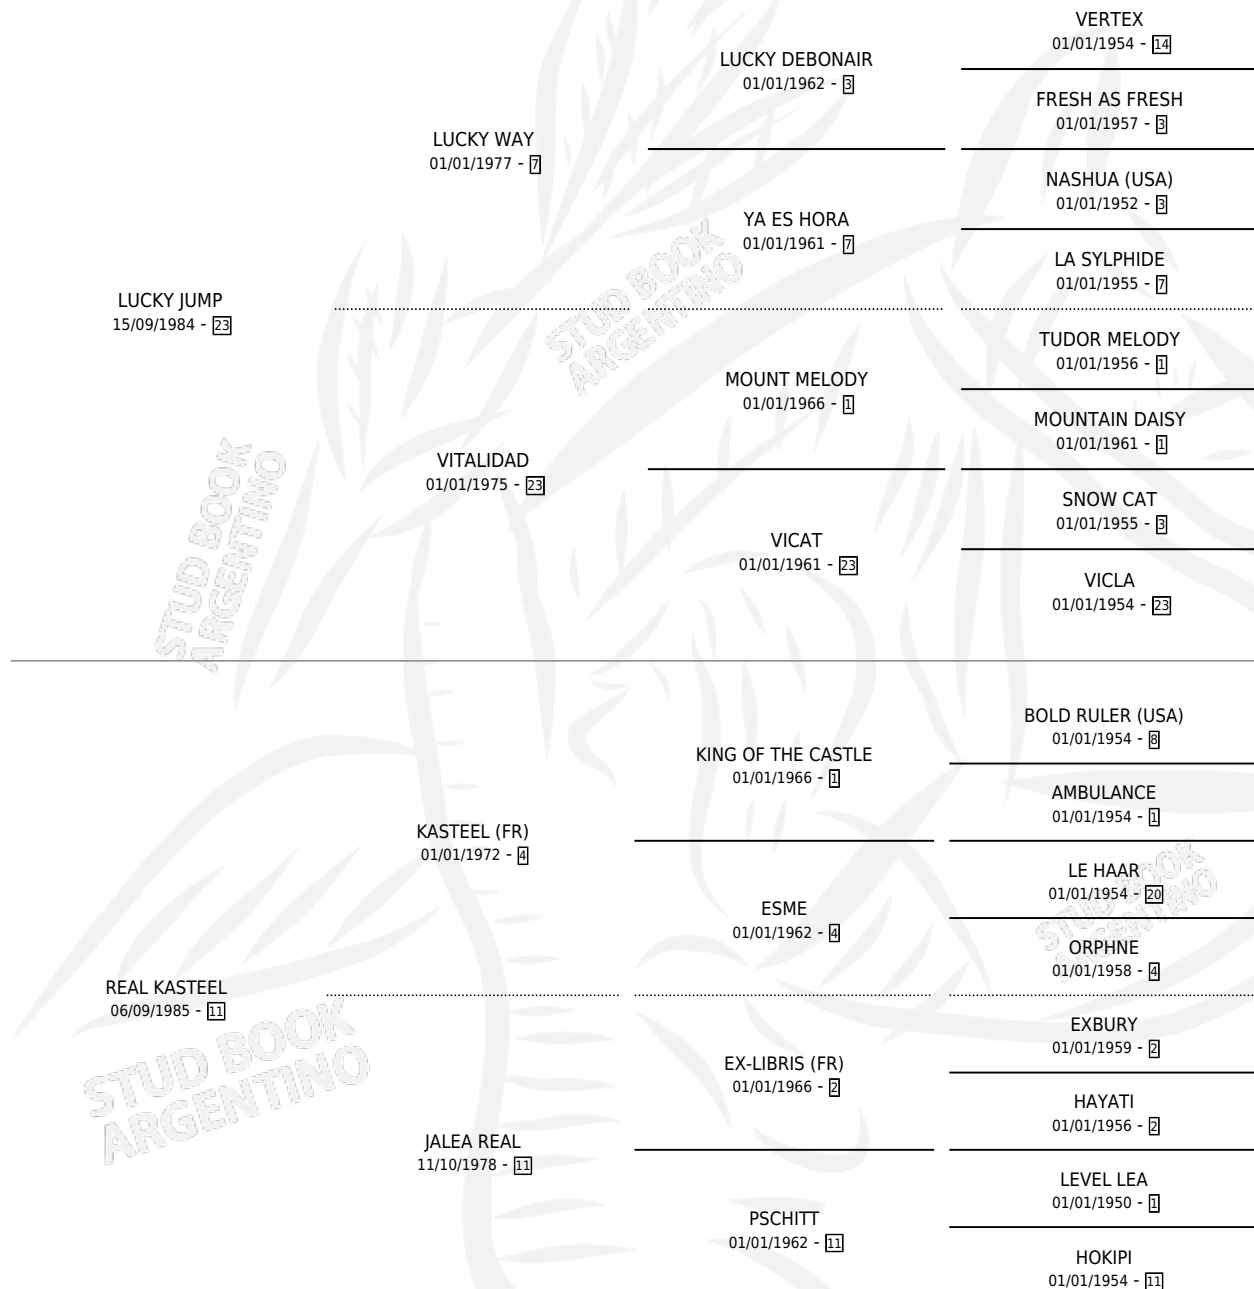 VERTEX
01/01/1954 - 14
LUCKY DEBONAIR
01/01/1962 - 3
FRESH AS FRESH
01/01/1957 - 3
LUCKY WAY
01/01/1977 - 7
NASHUA (USA)
01/01/1952 - 3
YA ES HORA
01/01/1961 - 7
LA SYLPHIDE
01/01/1955 - 7
LUCKY JUMP
15/09/1984 - 23
TUDOR MELODY
01/01/1956 - 1
MOUNT MELODY
01/01/1966 - 1
MOUNTAIN DAISY
01/01/1961 - 1
VITALIDAD
01/01/1975 - 23
SNOW CAT
01/01/1955 - 3
VICAT
01/01/1961 - 23
VICLA
01/01/1954 - 23
BOLD RULER (USA)
01/01/1954 - 8
KING OF THE CASTLE
01/01/1966 - 1
AMBULANCE
01/01/1954 - 1
KASTEEL (FR)
01/01/1972 - 4
LE HAAR
01/01/1954 - 20
ESME
01/01/1962 - 4
ORPHNE
01/01/1958 - 4
REAL KASTEEL
06/09/1985 - 11
EXBURY
01/01/1959 - 2
EX-LIBRIS (FR)
01/01/1966 - 2
HAYATI
01/01/1956 - 2
JALEA REAL
11/10/1978 - 11
LEVEL LEA
01/01/1950 - 1
PSCHITT
01/01/1962 - 11
HOKIPI
01/01/1954 - 11
STUD BOOK
ARGENTINO
STUD BOOK
ARGENTINO
STUD BOOK
ARGENTINO
STUD BOOK
ARGENTINO